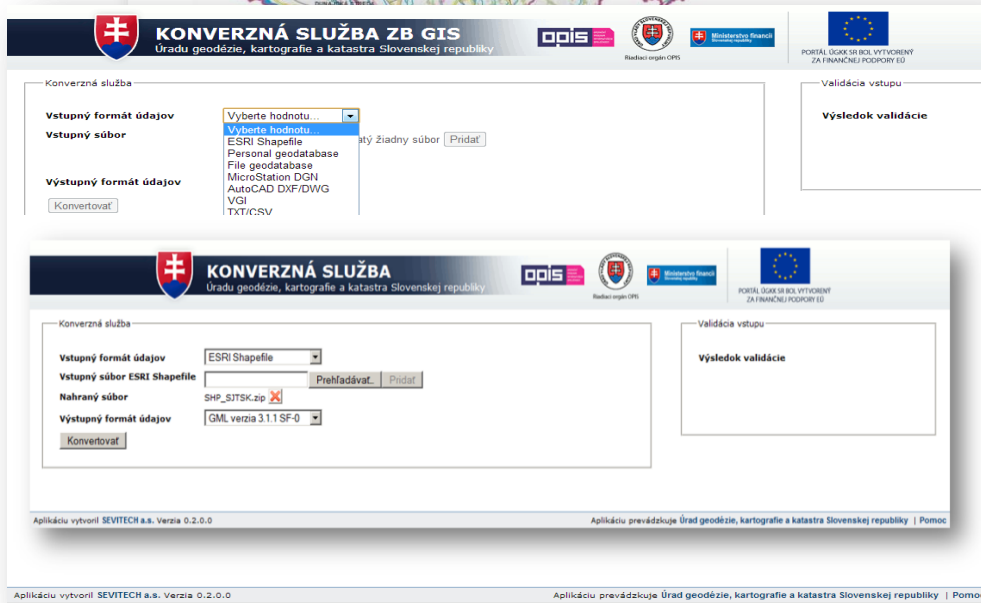 KONVERZNÁ SLUŽBA ZB GIS
Úradu geodézie, kartografie a katastra Slovenskej republiky
opis
Riadiaci orgán OPIS
Ministerstvo financií
PORTÁL ÚGKK SR BOL VYTVORENÝ
ZA FINANČNEJ PODPORY EÚ
Konverzná služba
Vstupný formát údajov Vyberte hodnotu...
Vyberte hodnotu...
ESRI Shapefile
Personal geodatabase
File geodatabase
MicroStation DGN
AutoCAD DXF/DWG
VGI
TXT/CSV
Vstupný súbor atý žiadny súbor Pridať
Výstupný formát údajov
Konvertovať
Validácia vstupu
Výsledok validácie
KONVERZNÁ SLUŽBA
Úradu geodézie, kartografie a katastra Slovenskej republiky
opis
Riadiaci orgán OPIS
Ministerstvo financií
PORTÁL ÚGKK SR BOL VYTVORENÝ
ZA FINANČNEJ PODPORY EÚ
Konverzná služba
Vstupný formát údajov ESRI Shapefile
Vstupný súbor ESRI Shapefile Prehľadávat.. Pridať
Nahraný súbor SHP_SJTSK.zip
Výstupný formát údajov GML verzia 3.1.1 SF-0
Konvertovať
Validácia vstupu
Výsledok validácie
Aplikáciu vytvoril SEVITECH a.s. Verzia 0.2.0.0 Aplikáciu prevádzkuje Úrad geodézie, kartografie a katastra Slovenskej republiky | Pomoc
Aplikáciu vytvoril SEVITECH a.s. Verzia 0.2.0.0 Aplikáciu prevádzkuje Úrad geodézie, kartografie a katastra Slovenskej republiky | Pomoc